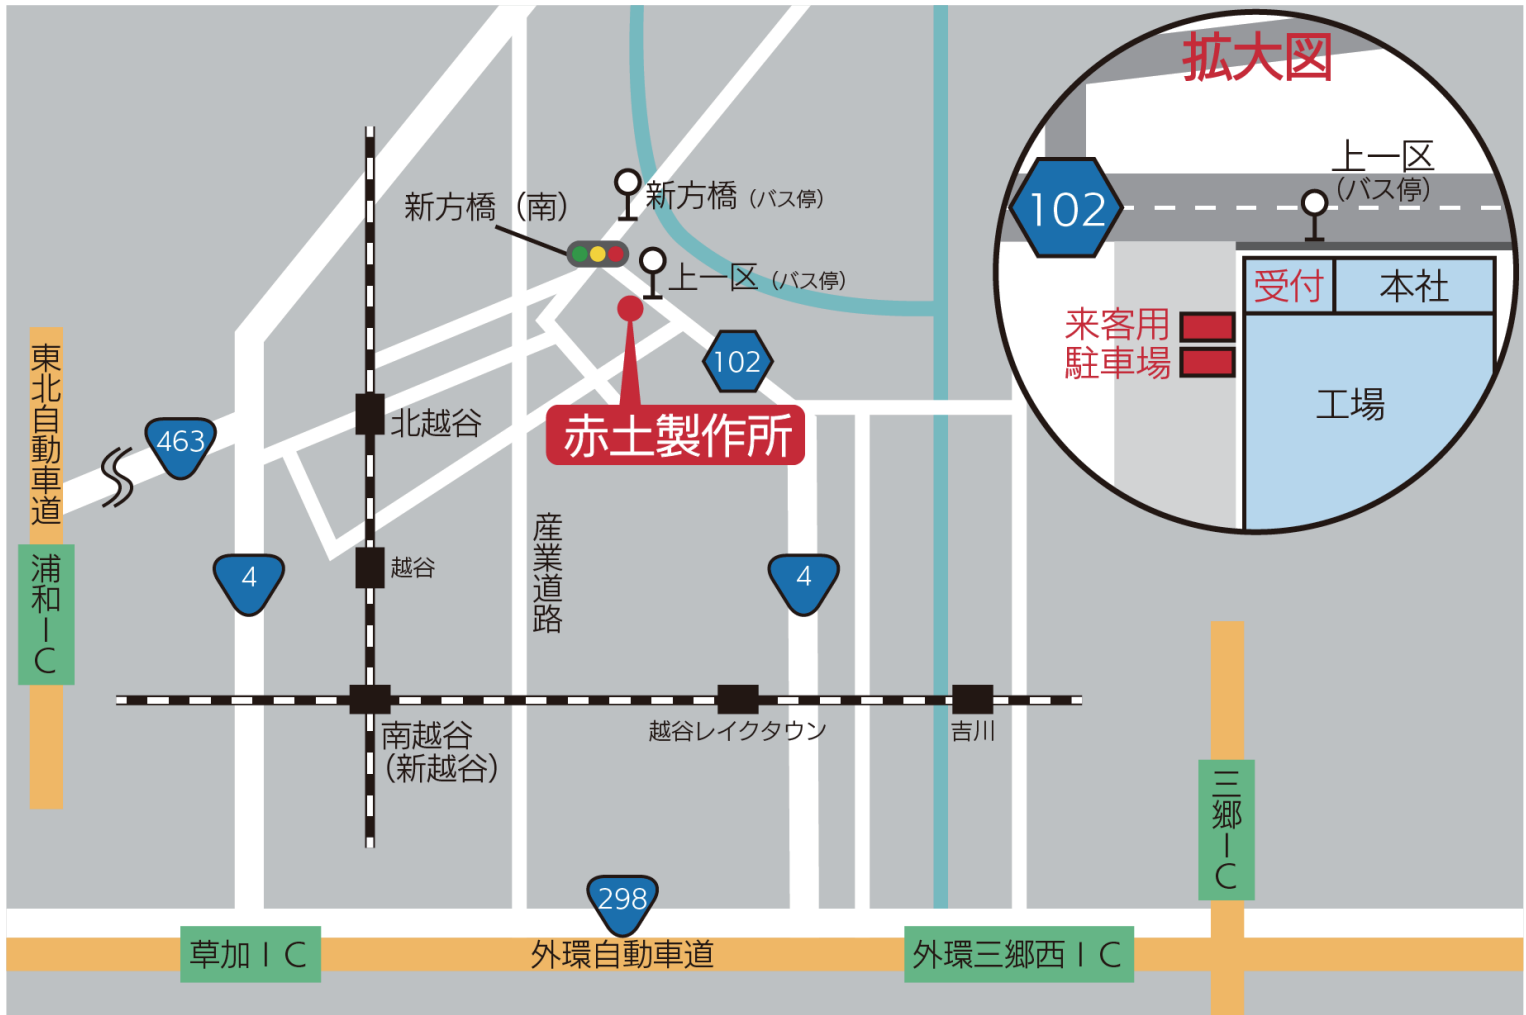 拡大図
上一区
（バス停）
102
受付
本社
来客用
駐車場
工場
新方橋（バス停）
新方橋（南）
上一区（バス停）
102
赤土製作所
東北自動車道
463
北越谷
浦和IC
4
越谷
産業道路
4
南越谷
（新越谷）
越谷レイクタウン
吉川
三郷IC
298
草加IC
外環自動車道
外環三郷西IC